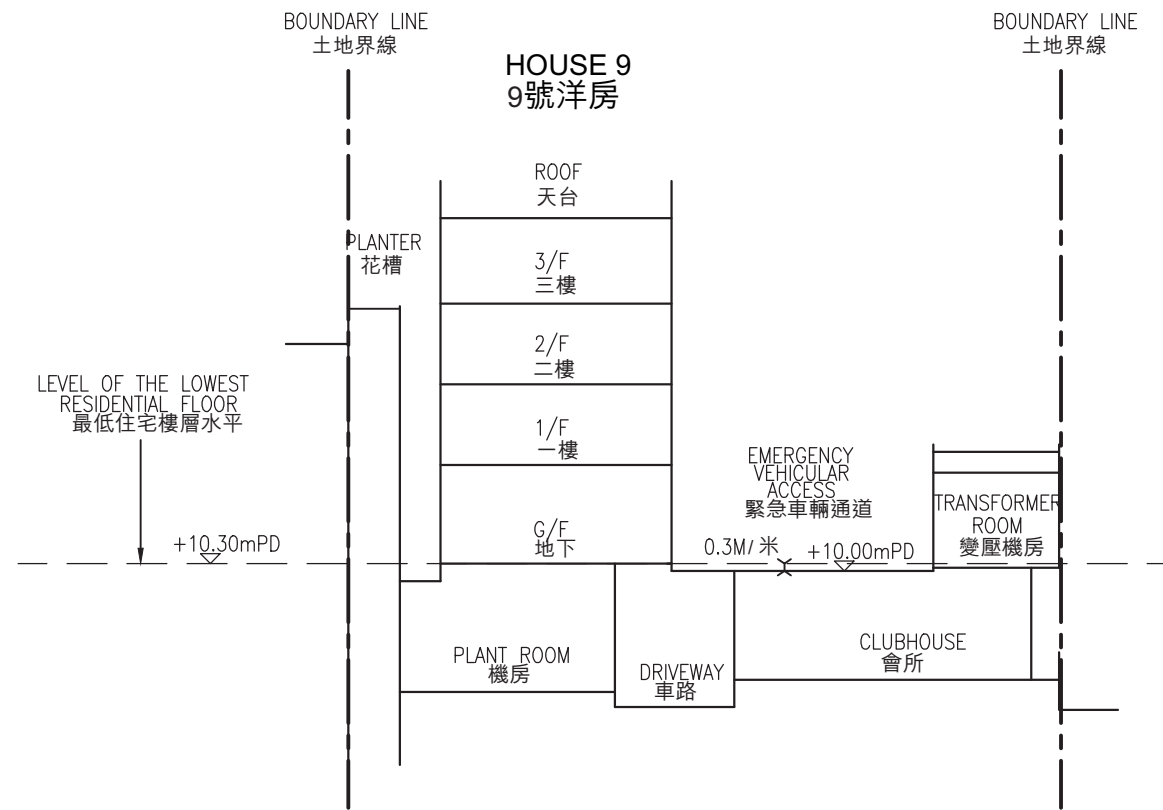 BOUNDARY LINE
土地界線
BOUNDARY LINE
土地界線
HOUSE 9
9號洋房
ROOF
天台
PLANTER
花槽
3/F
三樓
2/F
二樓
LEVEL OF THE LOWEST
RESIDENTIAL FLOOR
最低住宅樓層水平
1/F
一樓
EMERGENCY
VEHICULAR
ACCESS
緊急車輛通道
TRANSFORMER
ROOM
變壓機房
G/F
地下
+10.30mPD
0.3M/米
+10.00mPD
PLANT ROOM
機房
DRIVEWAY
車路
CLUBHOUSE
會所